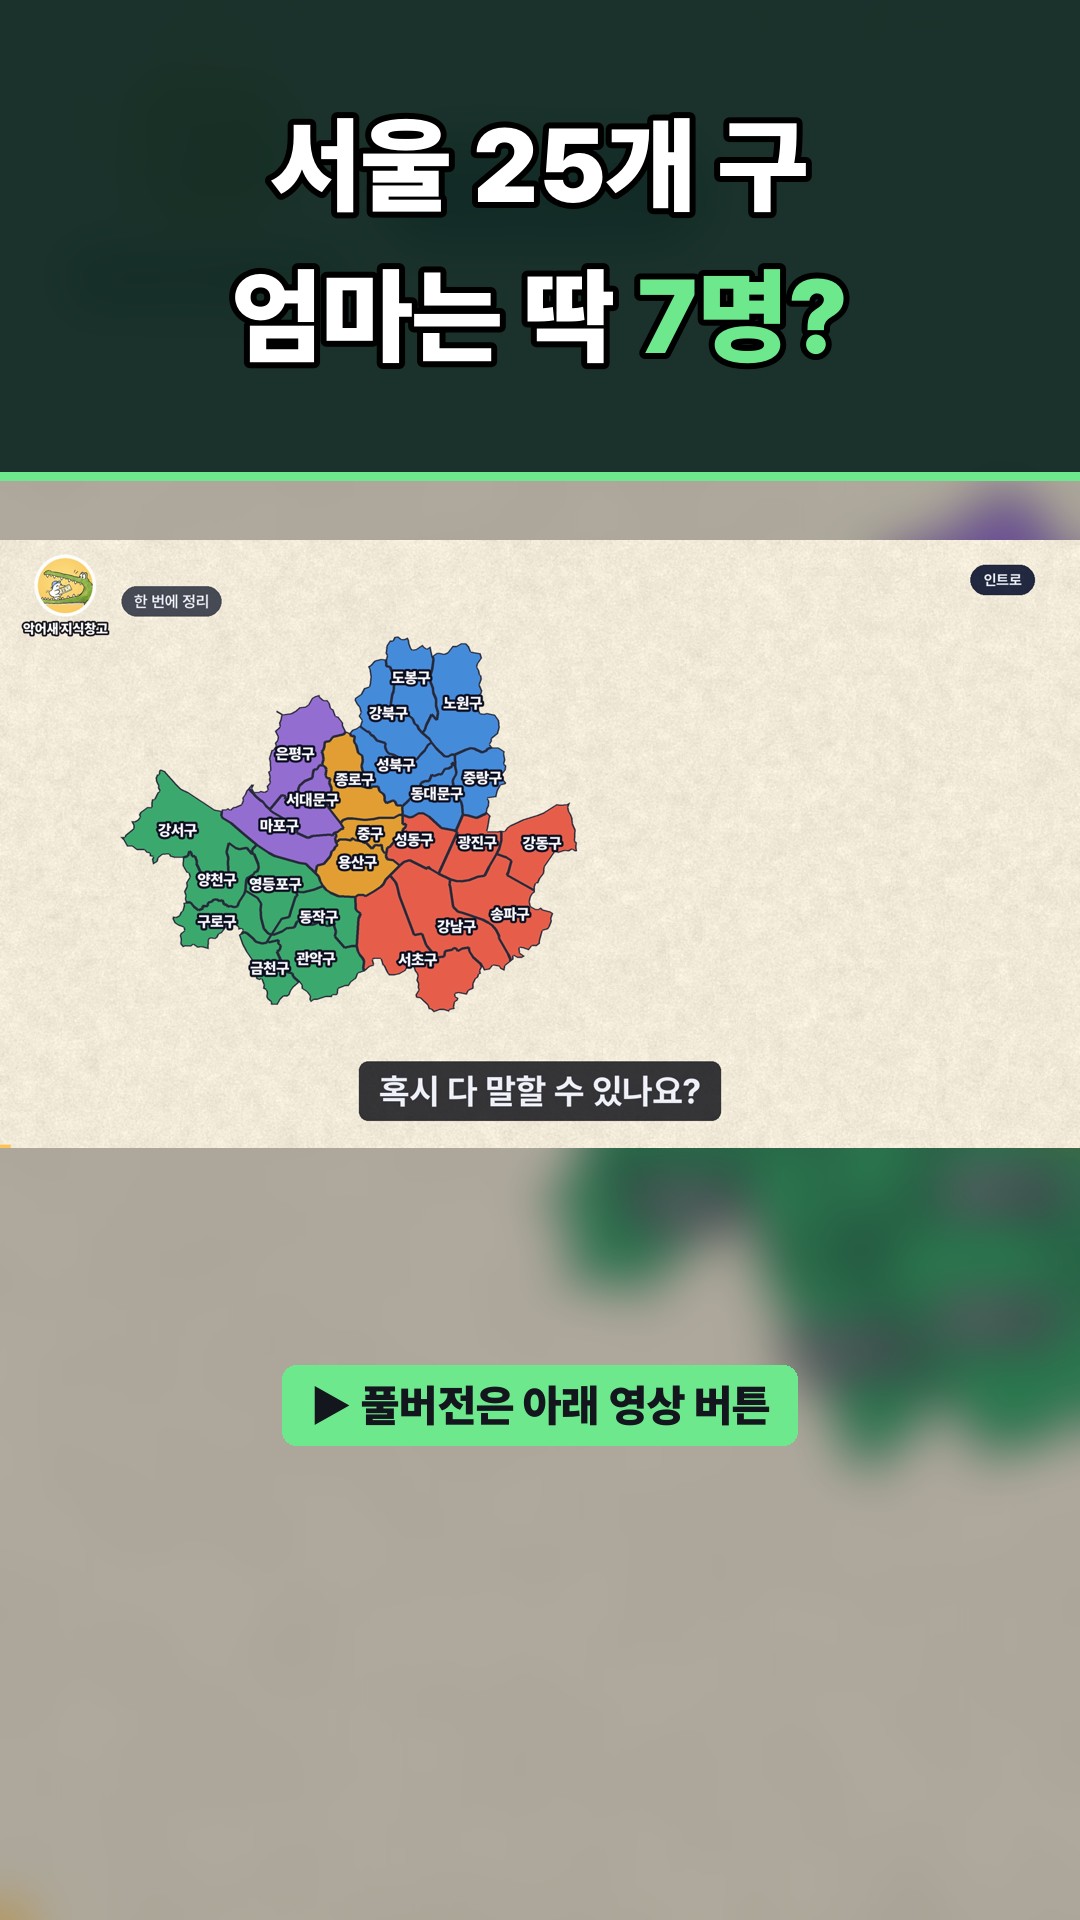 서울 25개 구
엄마는 딱 7명?
악어새 지식창고
한 번에 정리
인트로
도봉구
노원구
강북구
은평구
성북구
종로구
중랑구
동대문구
서대문구
마포구
강서구
중구
성동구
광진구
강동구
용산구
양천구
영등포구
구로구
동작구
송파구
강남구
금천구
관악구
서초구
혹시 다 말할 수 있나요?
▶ 풀버전은 아래 영상 버튼